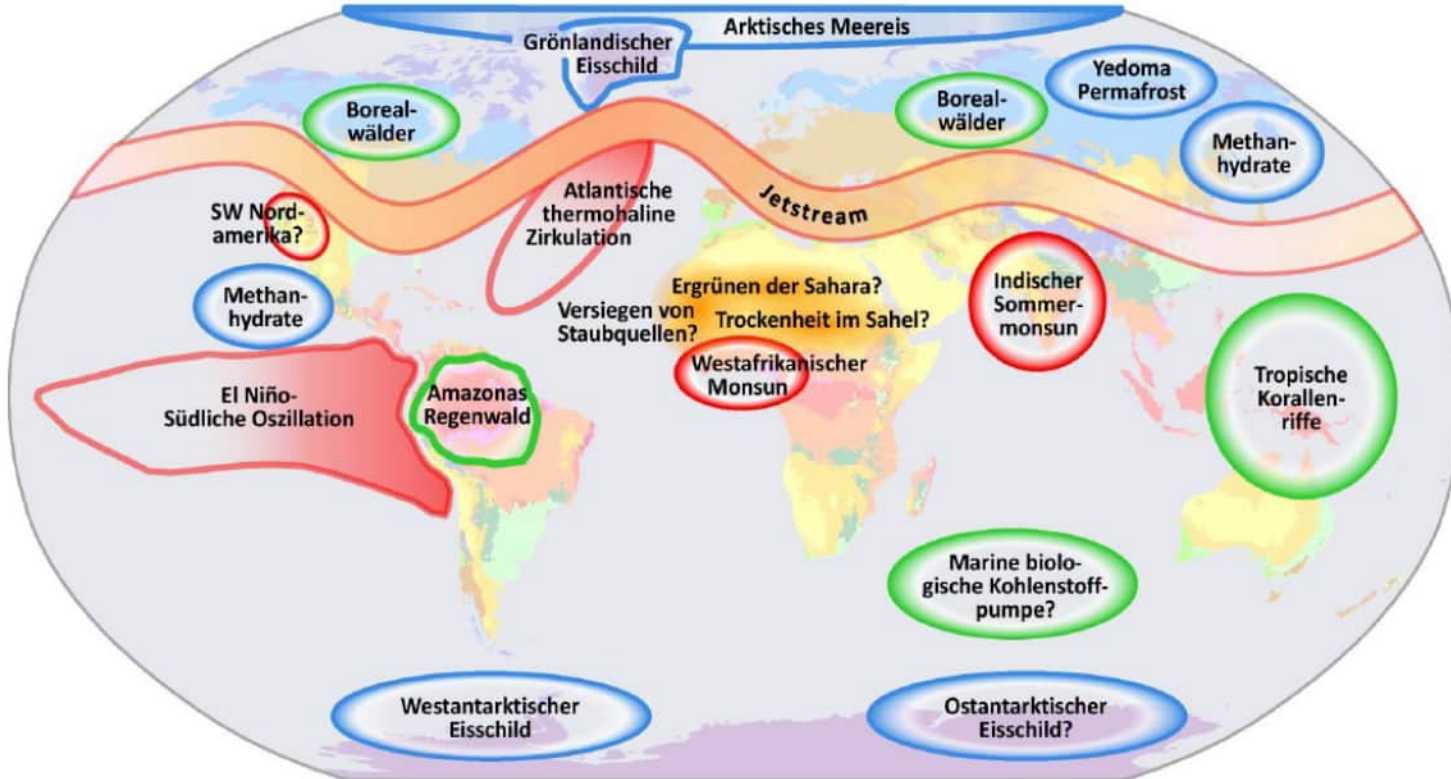 Arktisches Meereis
Grönlandischer
Eisschild
Yedoma
Permafrost
Boreal-
wälder
Boreal-
wälder
Methan-
hydrate
Atlantische
thermohaline
Zirkulation
Jetstream
SW Nord-
amerika?
Methan-
hydrate
Ergrünen der Sahara?
Versiegen von
Staubquellen?
Trockenheit im Sahel?
Indischer
Sommer-
monsun
Westafrikanischer
Monsun
El Niño-
Südliche Oszillation
Amazonas
Regenwald
Tropische
Korallen-
riffe
Marine biolo-
gische Kohlenstoff-
pumpe?
Westantarktischer
Eisschild
Ostantarktischer
Eisschild?